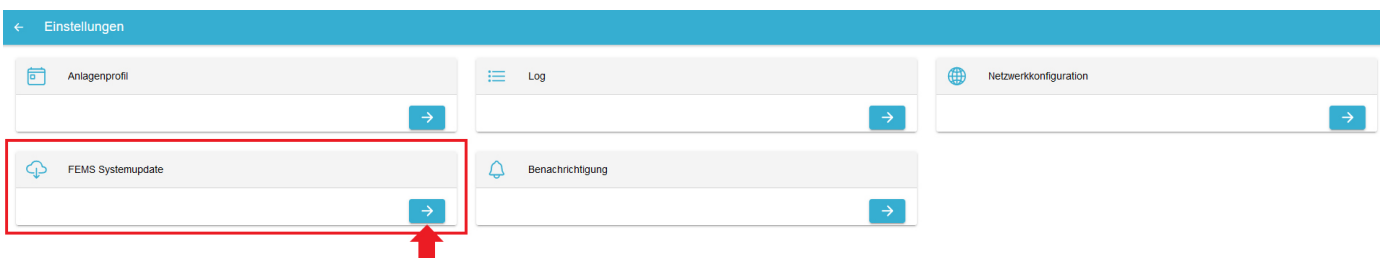 Einstellungen
Anlagenprofil
Log
Netzwerkkonfiguration
FEMS Systemupdate
Benachrichtigung